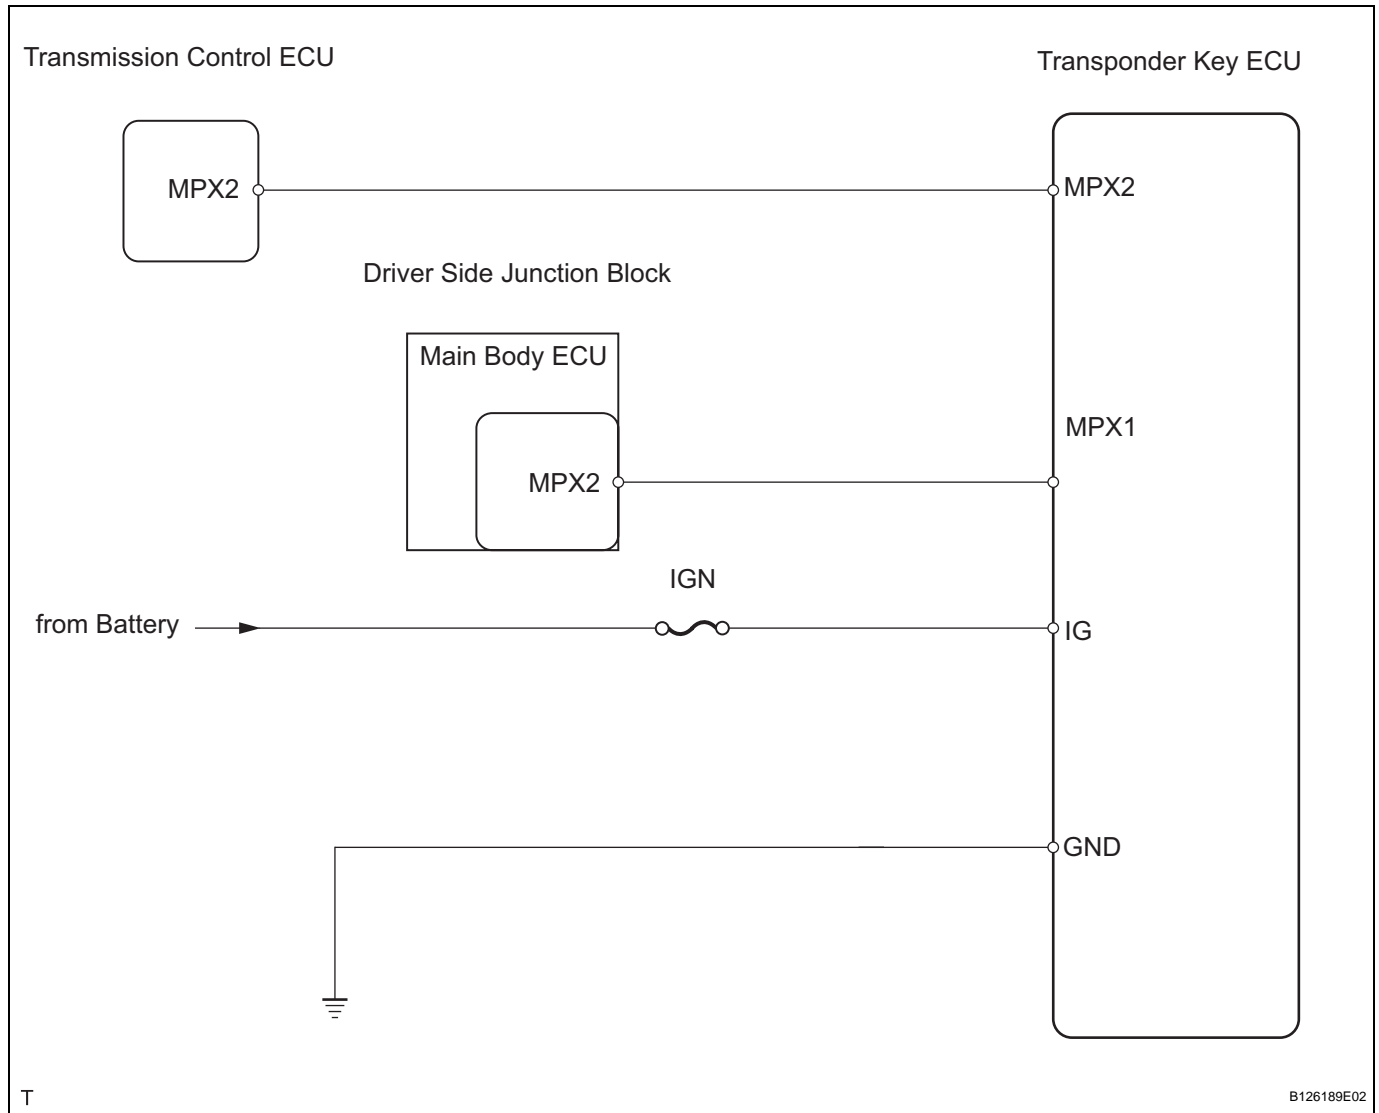 Transmission Control ECU
Transponder Key ECU
MPX2
MPX2
Driver Side Junction Block
Main Body ECU
MPX1
MPX2
IGN
from Battery
IG
GND
T
B126189E02